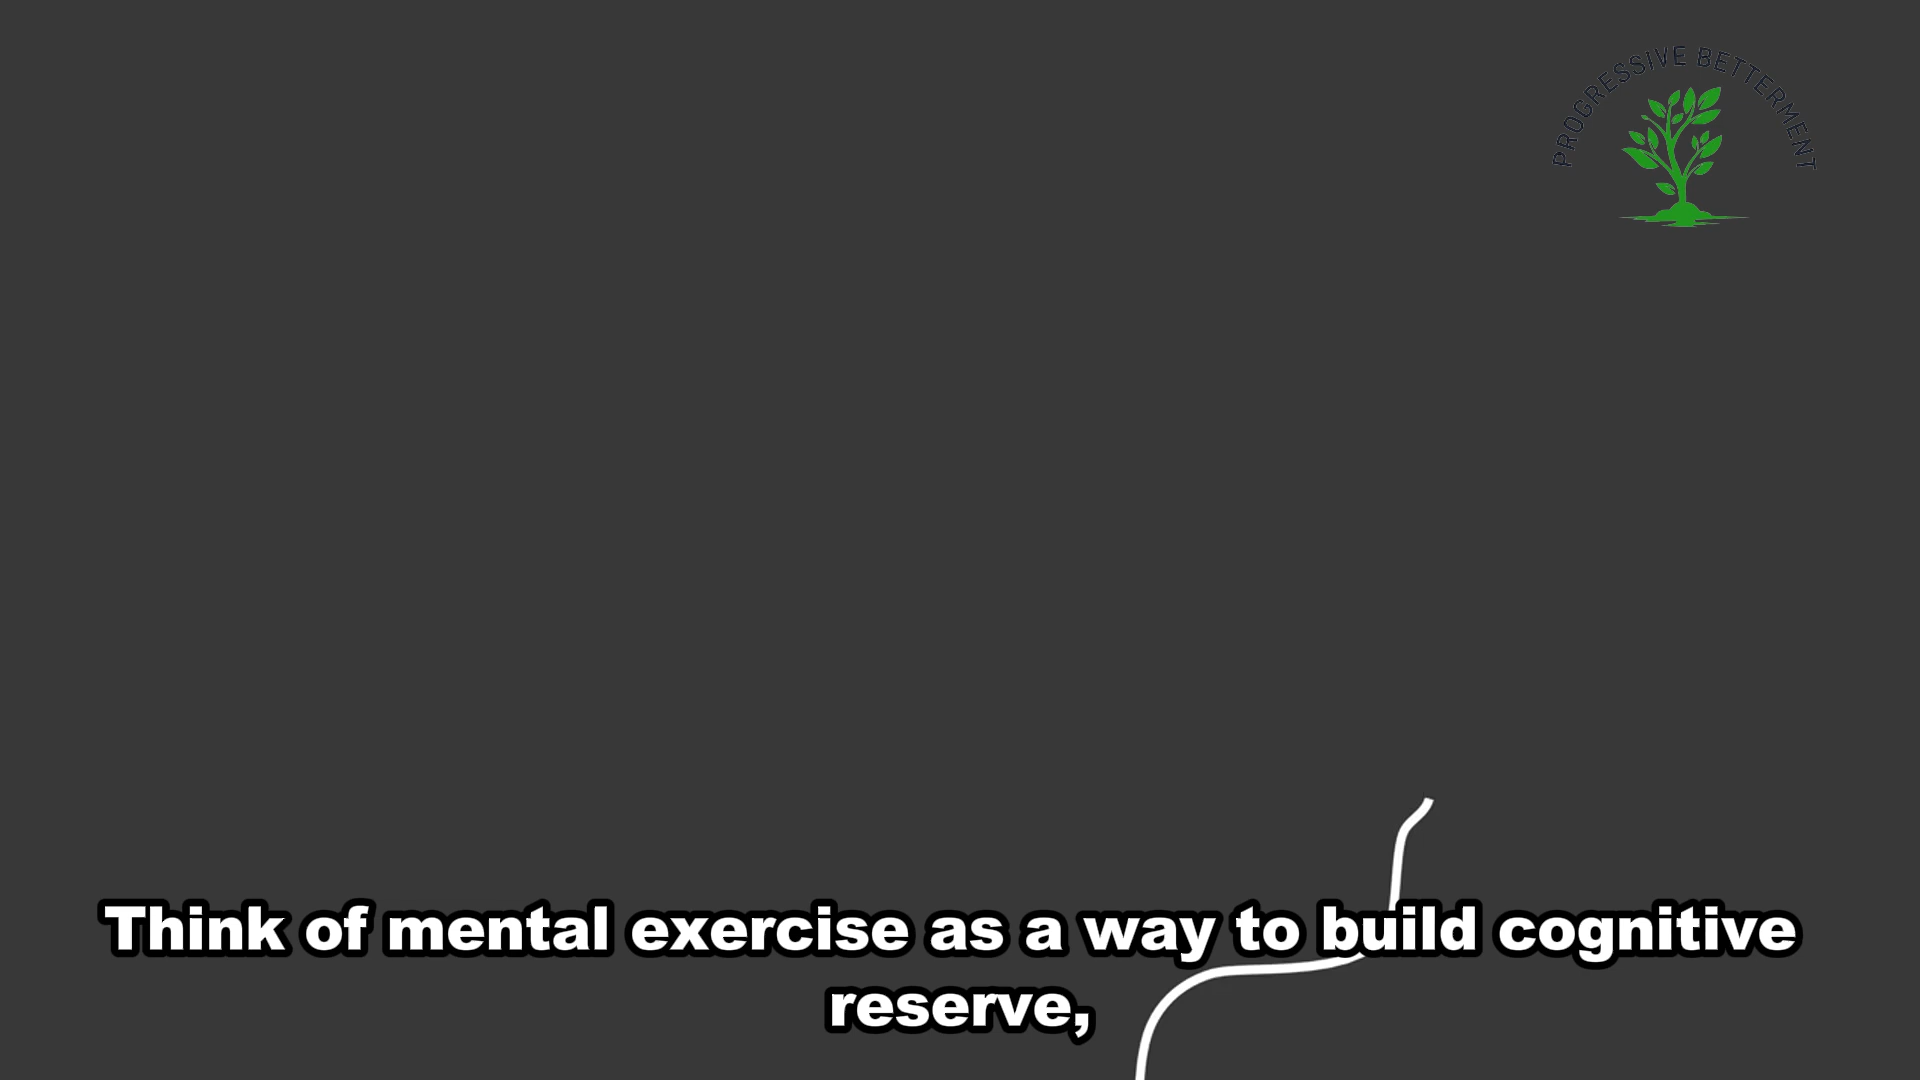 PROGRESSIVE BETTERMENT
Think of mental exercise as a way to build cognitive
reserve,